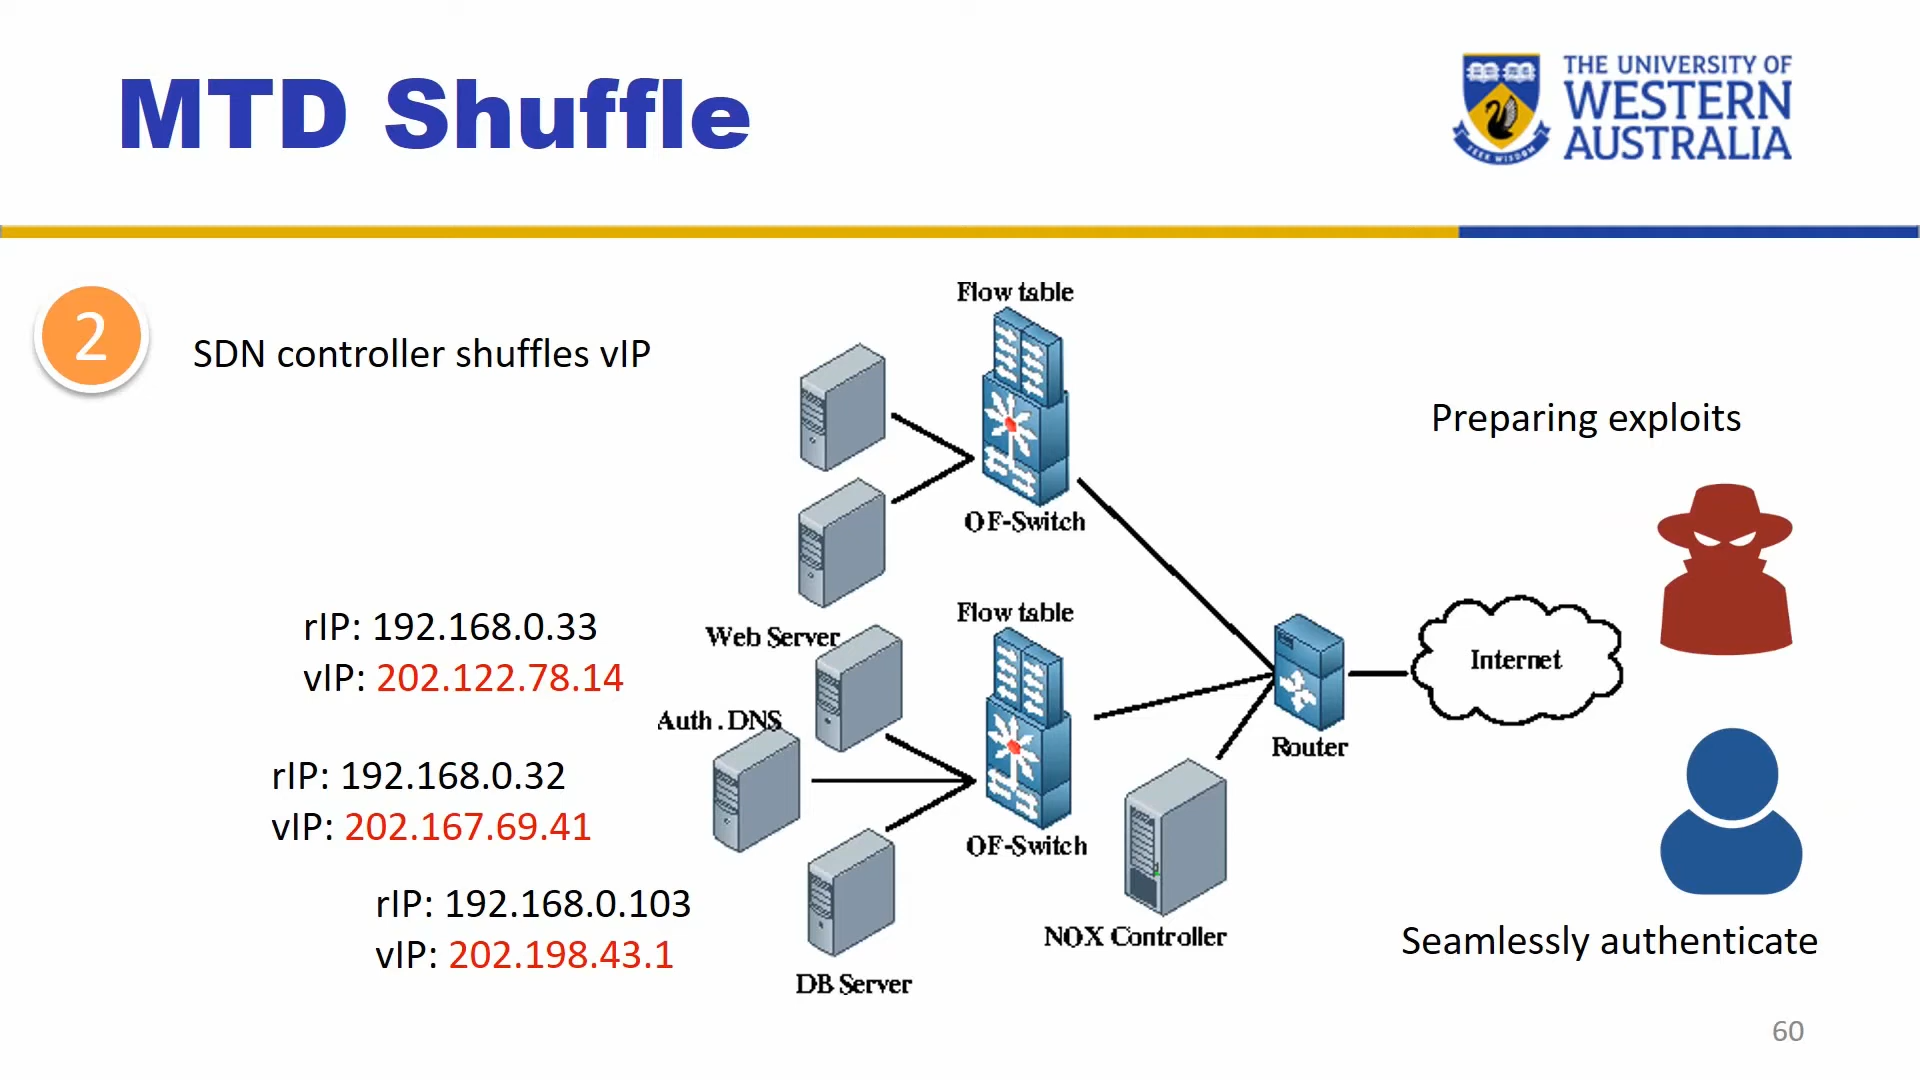 MTD Shuffle
THE UNIVERSITY OF
WESTERN
AUSTRALIA
SEEK WISDOM
2
SDN controller shuffles vIP
Flow table
OF-Switch
Preparing exploits
rIP: 192.168.0.33
vIP: 202.122.78.14
Web Server
Flow table
Auth.DNS
Internet
Router
rIP: 192.168.0.32
vIP: 202.167.69.41
OF-Switch
rIP: 192.168.0.103
vIP: 202.198.43.1
NOX Controller
DB Server
Seamlessly authenticate
60